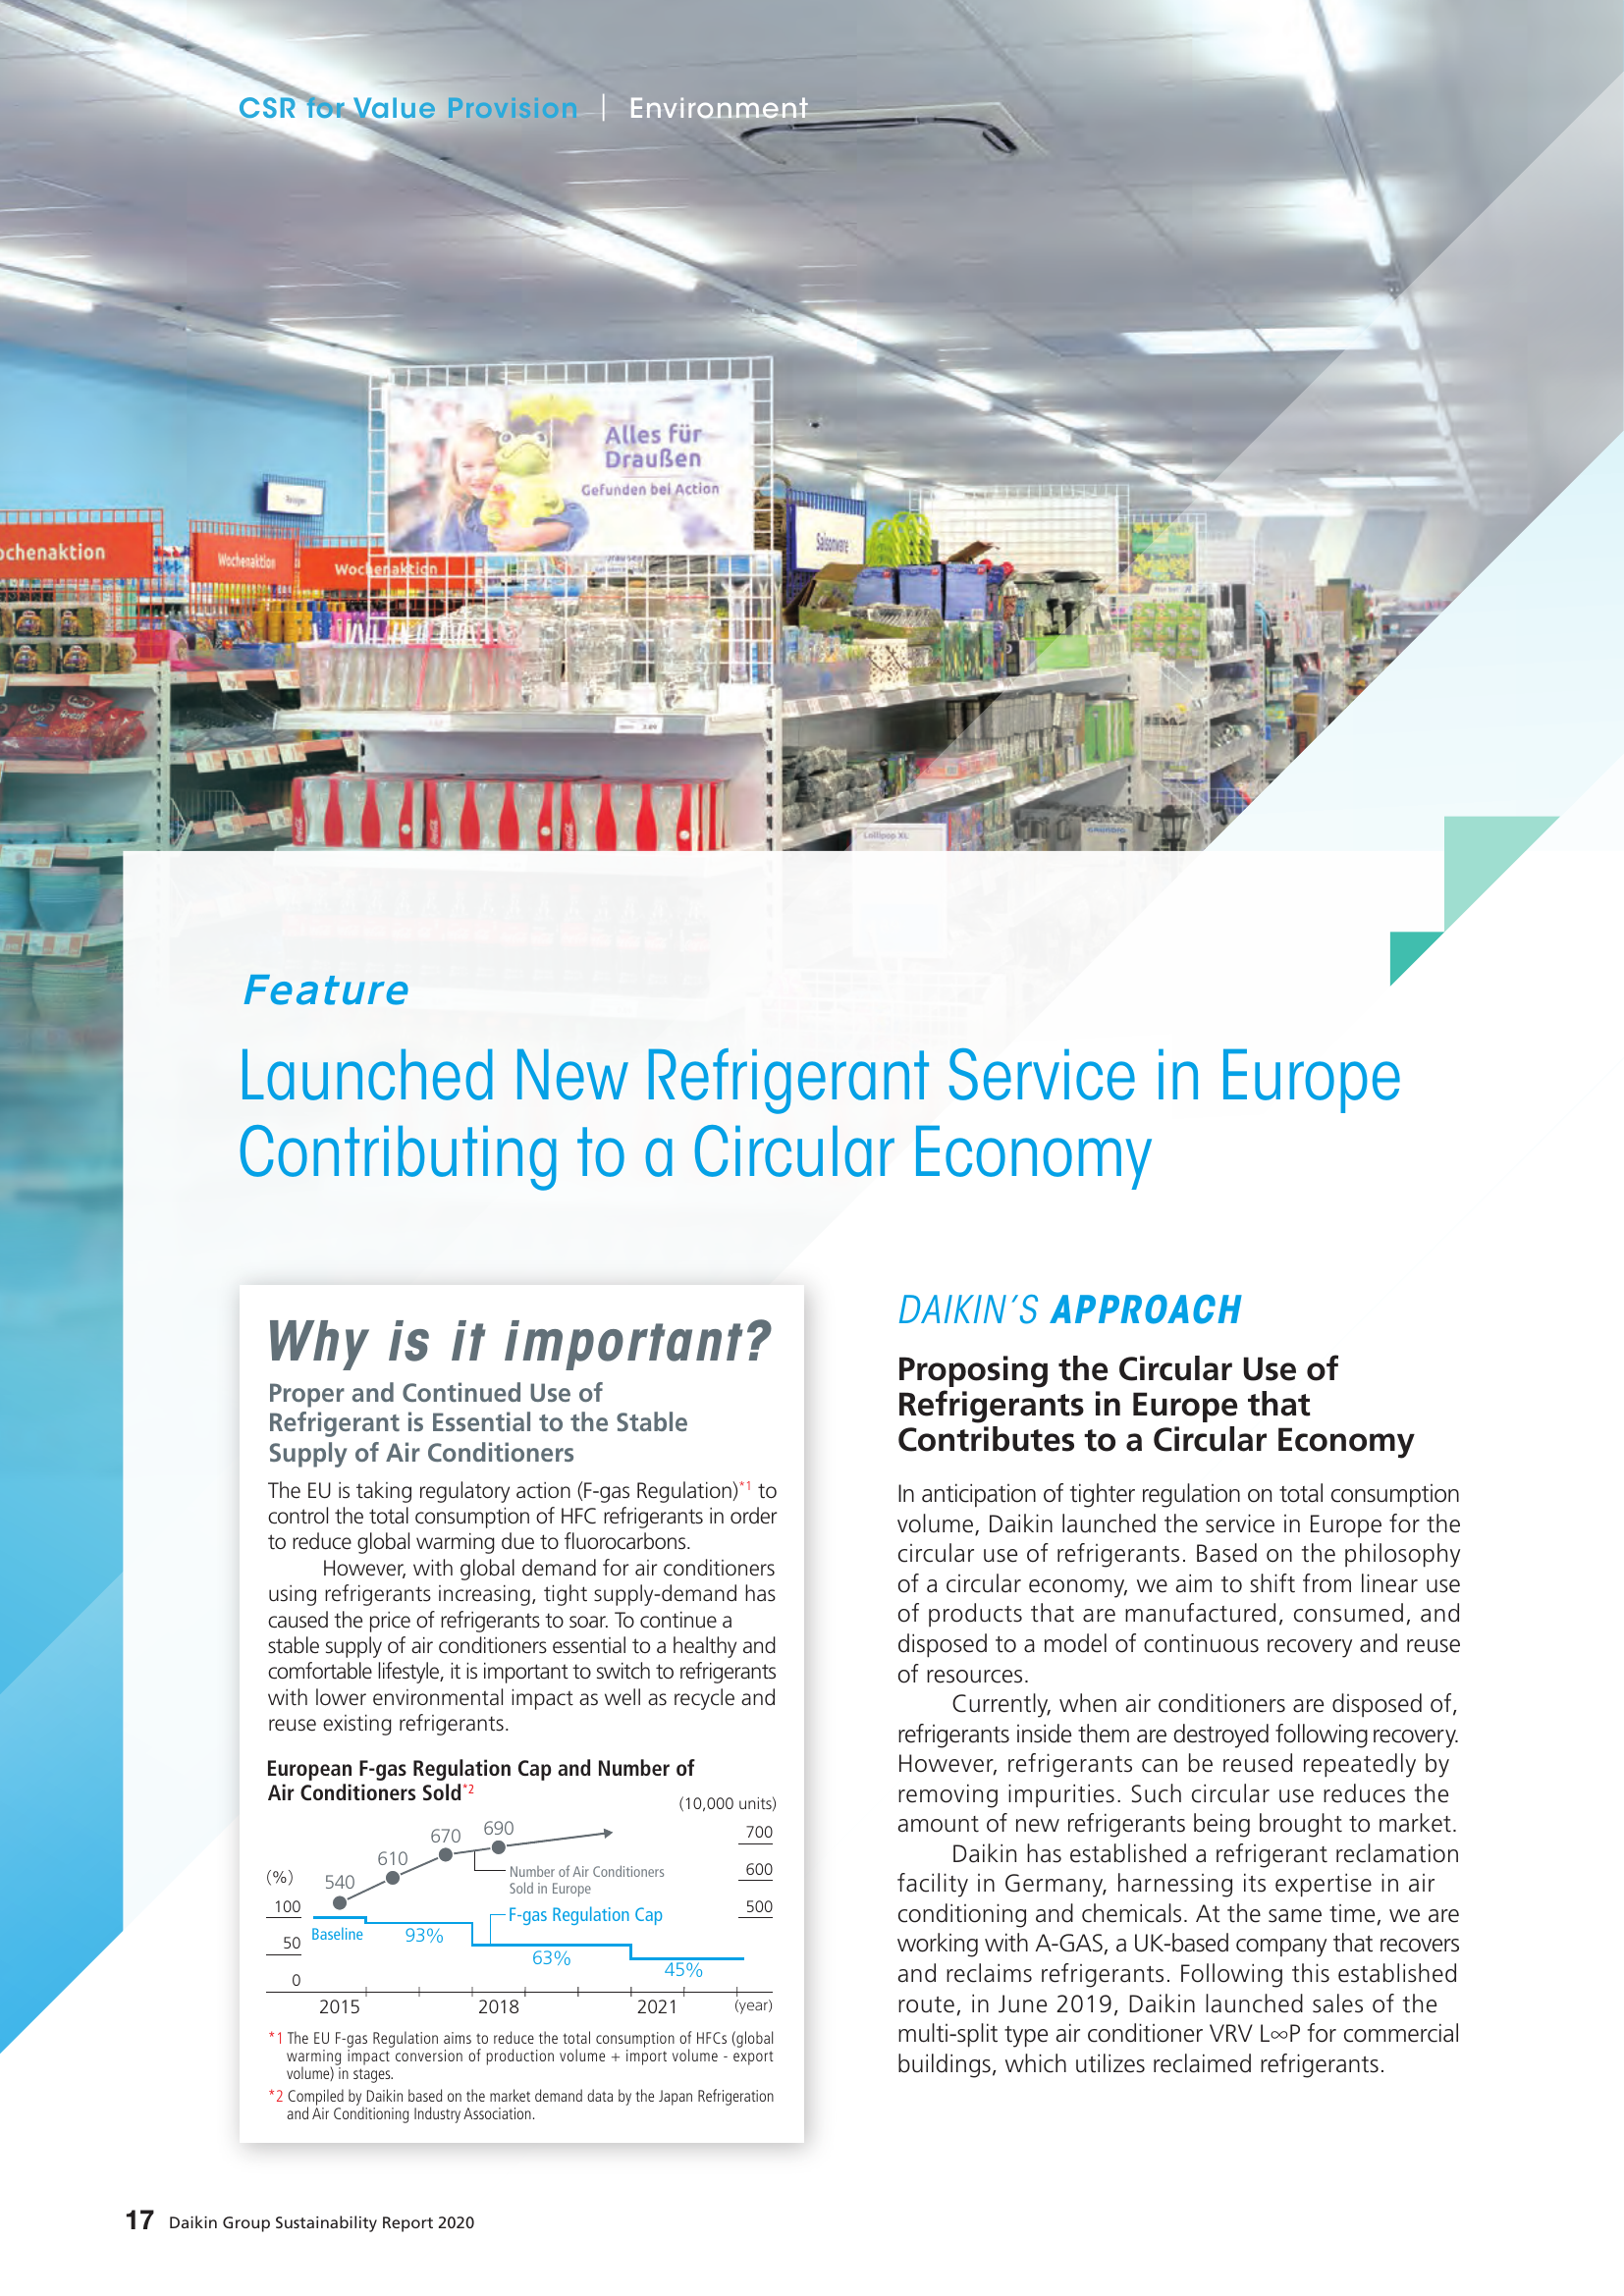 CSR for Value Provision | Environment
Alles für
Draußen
Gefunden bei Action
ochenaktion
Wochenaktion
Wochenaktion
Saisonware
Lollipop XL
GRUNDIG
Feature
Launched New Refrigerant Service in Europe
Contributing to a Circular Economy
Why is it important?
Proper and Continued Use of
Refrigerant is Essential to the Stable
Supply of Air Conditioners
The EU is taking regulatory action (F-gas Regulation)*1 to
control the total consumption of HFC refrigerants in order
to reduce global warming due to fluorocarbons.
However, with global demand for air conditioners
using refrigerants increasing, tight supply-demand has
caused the price of refrigerants to soar. To continue a
stable supply of air conditioners essential to a healthy and
comfortable lifestyle, it is important to switch to refrigerants
with lower environmental impact as well as recycle and
reuse existing refrigerants.
European F-gas Regulation Cap and Number of
Air Conditioners Sold*2
(10,000 units)
700
600
500
(%)
100
50
0
540
610
670
690
Number of Air Conditioners
Sold in Europe
F-gas Regulation Cap
Baseline
93%
63%
45%
2015
2018
2021
(year)
*1 The EU F-gas Regulation aims to reduce the total consumption of HFCs (global
warming impact conversion of production volume + import volume - export
volume) in stages.
*2 Compiled by Daikin based on the market demand data by the Japan Refrigeration
and Air Conditioning Industry Association.
DAIKIN'S APPROACH
Proposing the Circular Use of
Refrigerants in Europe that
Contributes to a Circular Economy
In anticipation of tighter regulation on total consumption
volume, Daikin launched the service in Europe for the
circular use of refrigerants. Based on the philosophy
of a circular economy, we aim to shift from linear use
of products that are manufactured, consumed, and
disposed to a model of continuous recovery and reuse
of resources.
Currently, when air conditioners are disposed of,
refrigerants inside them are destroyed following recovery.
However, refrigerants can be reused repeatedly by
removing impurities. Such circular use reduces the
amount of new refrigerants being brought to market.
Daikin has established a refrigerant reclamation
facility in Germany, harnessing its expertise in air
conditioning and chemicals. At the same time, we are
working with A-GAS, a UK-based company that recovers
and reclaims refrigerants. Following this established
route, in June 2019, Daikin launched sales of the
multi-split type air conditioner VRV L∞P for commercial
buildings, which utilizes reclaimed refrigerants.
17 Daikin Group Sustainability Report 2020